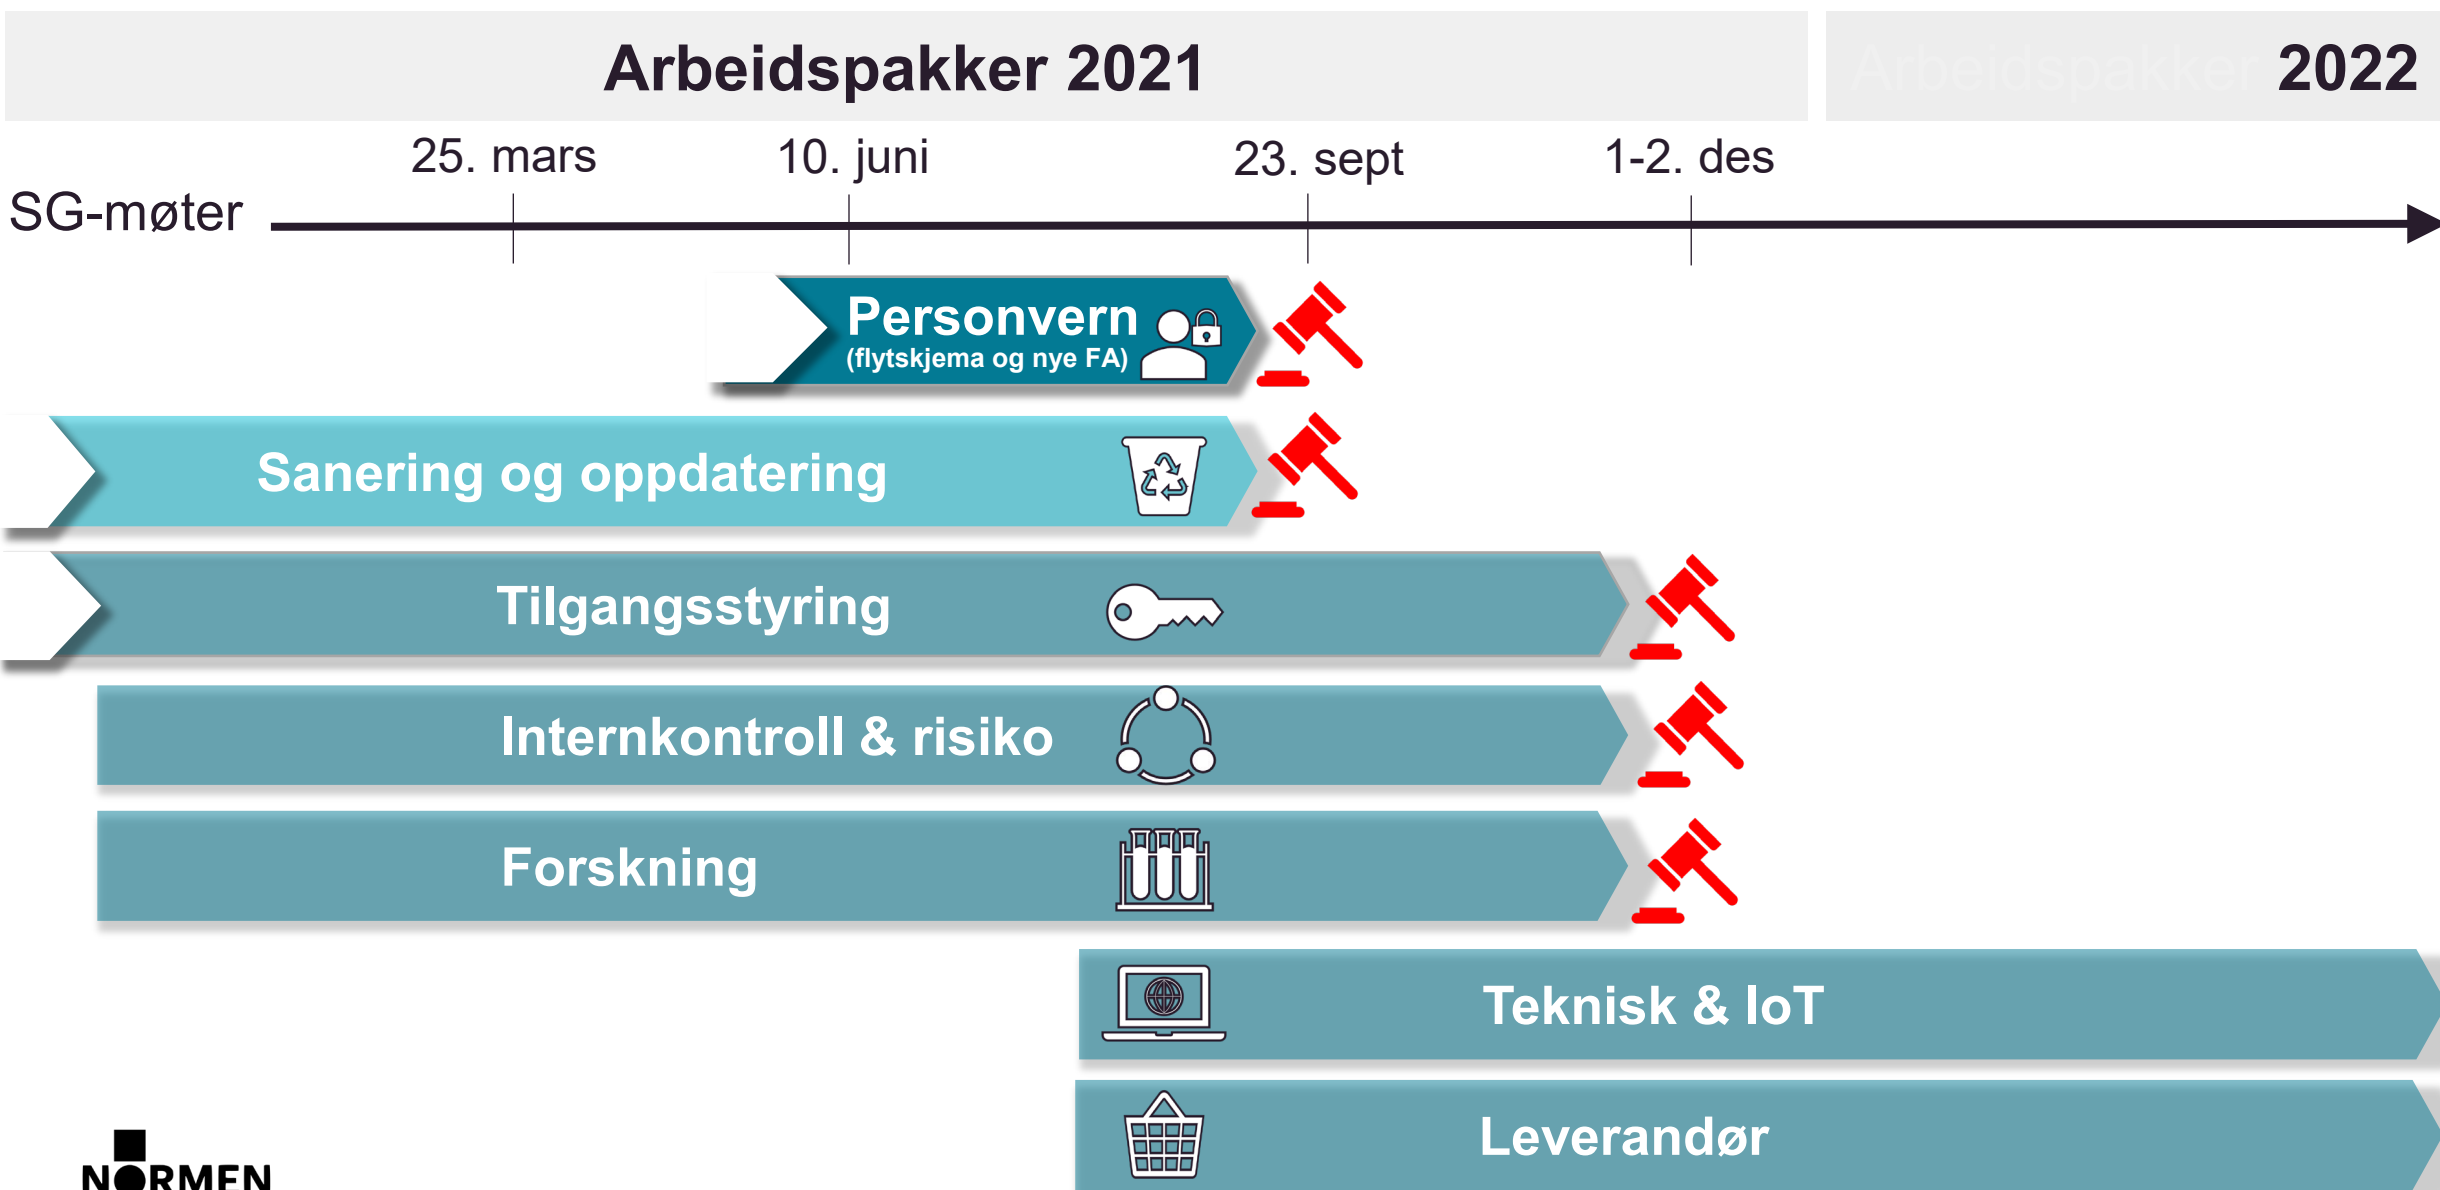 Arbeidspakker 2021
Arbeidspakker 2022
25. mars
10. juni
23. sept
1-2. des
SG-møter
Personvern
(flytskjema og nye FA)
Sanering og oppdatering
Tilgangsstyring
Internkontroll & risiko
Forskning
Teknisk & IoT
Leverandør
NORMEN